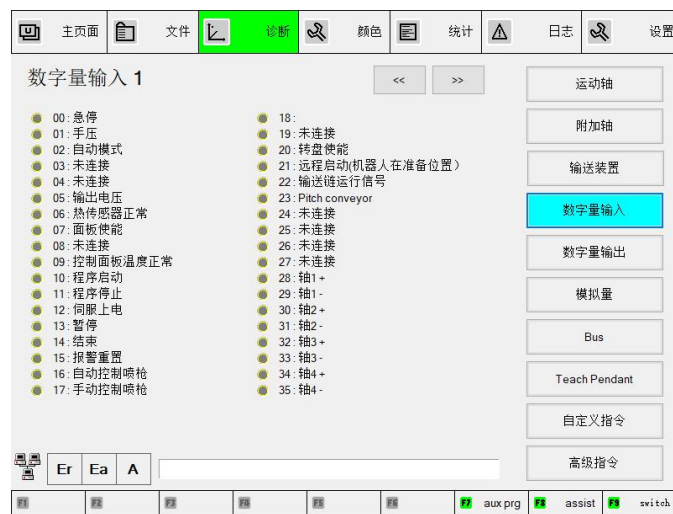 主页面 文件 诊断 颜色 统计 日志 设置
数字量输入 1 << >>
00:急停
01:手压
02:自动模式
03:未连接
04:未连接
05:输出电压
06:热传感器正常
07:面板使能
08:未连接
09:控制面板温度正常
10:程序启动
11:程序停止
12:伺服上电
13:暂停
14:结束
15:报警重置
16:自动控制喷枪
17:手动控制喷枪
18:
19:未连接
20:转盘使能
21:远程启动(机器人在准备位置)
22:输送链运行信号
23:Pitch conveyor
24:未连接
25:未连接
26:未连接
27:未连接
28:轴1+
29:轴1-
30:轴2+
31:轴2-
32:轴3+
33:轴3-
34:轴4+
35:轴4-
运动轴
附加轴
输送装置
数字量输入
数字量输出
模拟量
Bus
Teach Pendant
自定义指令
高级指令
Er Ea A
F1 F2 F3 F4 F5 F6 F7 aux prg F8 assist F9 switch